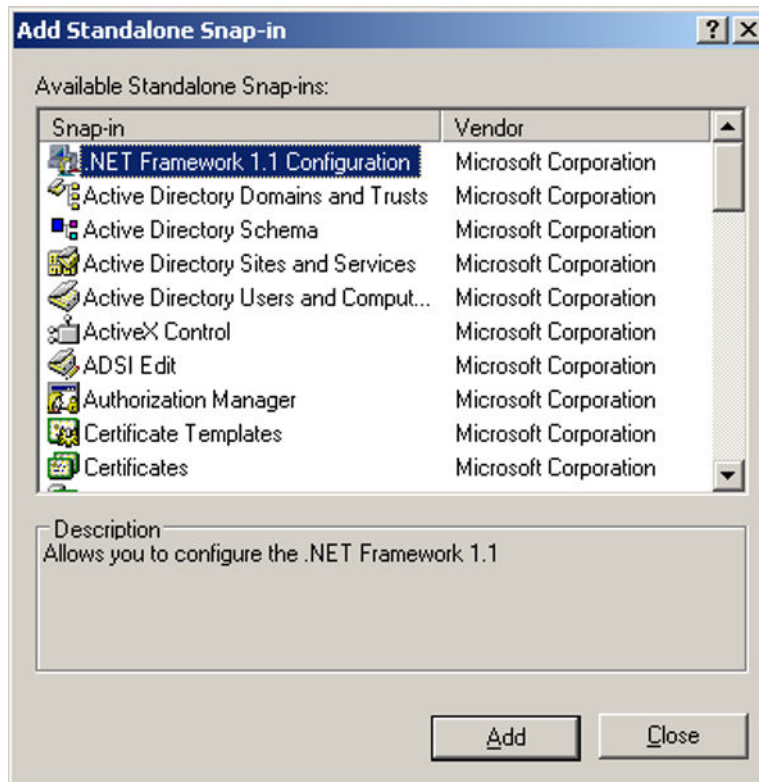 Add Standalone Snap-in
Available Standalone Snap-ins:
Snap-in Vendor
.NET Framework 1.1 Configuration Microsoft Corporation
Active Directory Domains and Trusts Microsoft Corporation
Active Directory Schema Microsoft Corporation
Active Directory Sites and Services Microsoft Corporation
Active Directory Users and Comput... Microsoft Corporation
ActiveX Control Microsoft Corporation
ADSI Edit Microsoft Corporation
Authorization Manager Microsoft Corporation
Certificate Templates Microsoft Corporation
Certificates Microsoft Corporation
Description
Allows you to configure the .NET Framework 1.1
Add Close